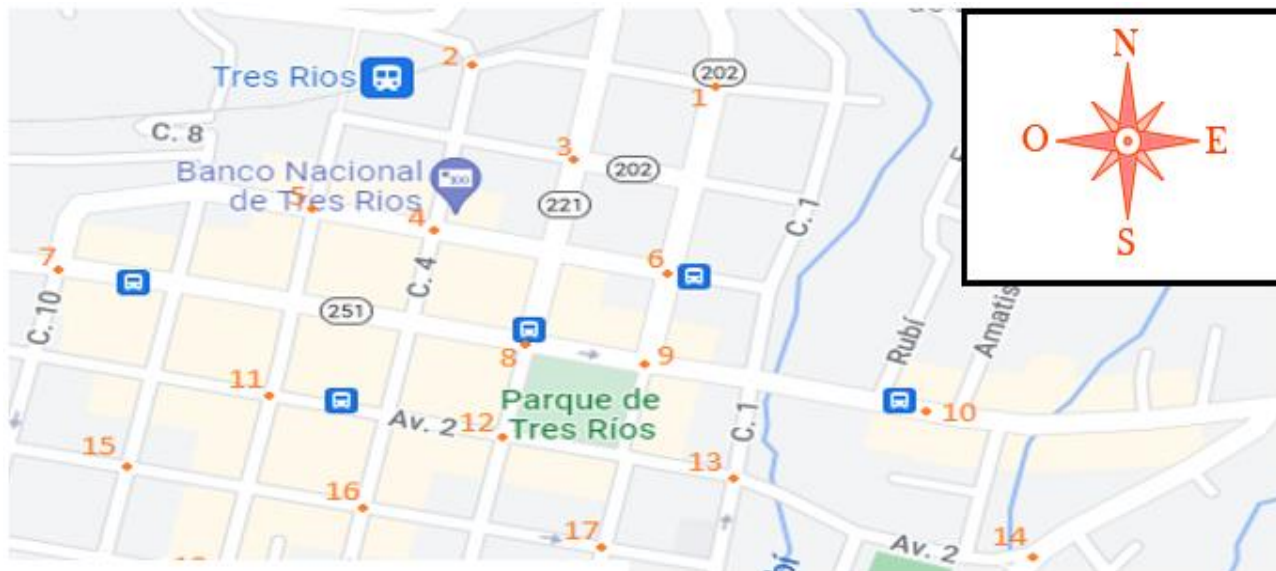 2
Tres Rios
202
1
C. 8
3
202
Banco Nacional
de Tres Rios
5
4
221
C. 1
6
7
C. 4
251
C. 10
8
9
Rubí
Amatis
11
Parque de
Tres Ríos
Av. 2
12
C. 1
10
15
13
16
17
14
Av. 2
N
O
E
S